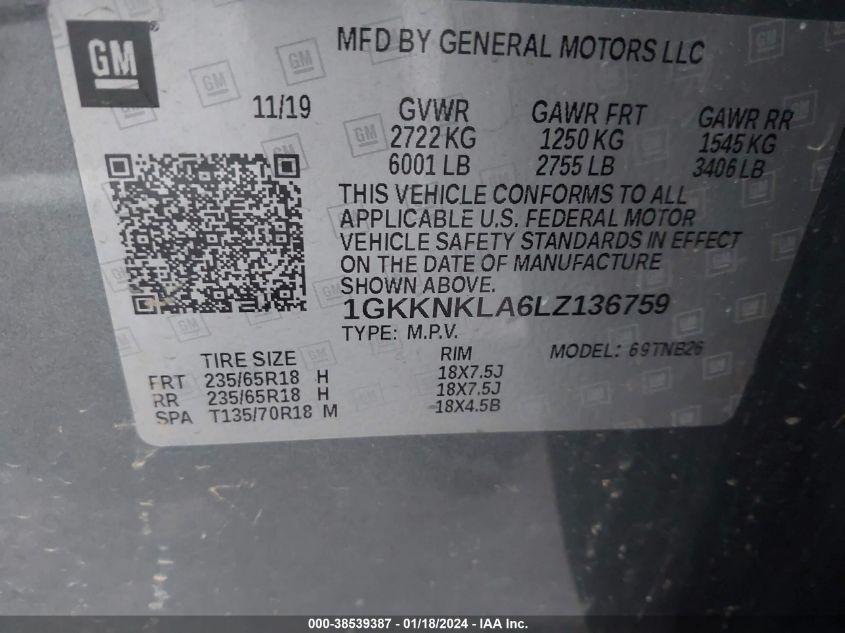 GM
MFD BY GENERAL MOTORS LLC
11/19 GVWR GAWR FRT GAWR RR
2722 KG 1250 KG 1545 KG
6001 LB 2755 LB 3406 LB
THIS VEHICLE CONFORMS TO ALL
APPLICABLE U.S. FEDERAL MOTOR
VEHICLE SAFETY STANDARDS IN EFFECT
ON THE DATE OF MANUFACTURE
SHOWN ABOVE.
1GKKNKLA6LZ136759
TYPE: M.P.V.
MODEL: 69TNB26
TIRE SIZE RIM
FRT 235/65R18 H 18X7.5J
RR 235/65R18 H 18X7.5J
SPA T135/70R18 M 18X4.5B
000-38539387 - 01/18/2024 - IAA Inc.